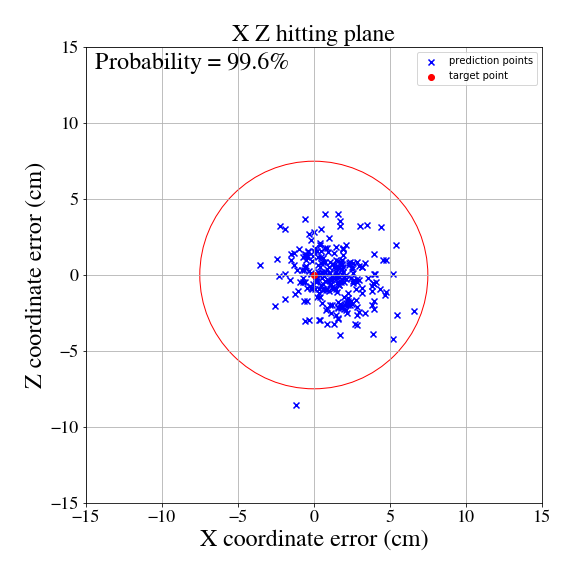 X Z hitting plane
Probability = 99.6%
prediction points
target point
Z coordinate error (cm)
15
10
5
0
−5
−10
−15
−15
−10
−5
0
5
10
15
X coordinate error (cm)